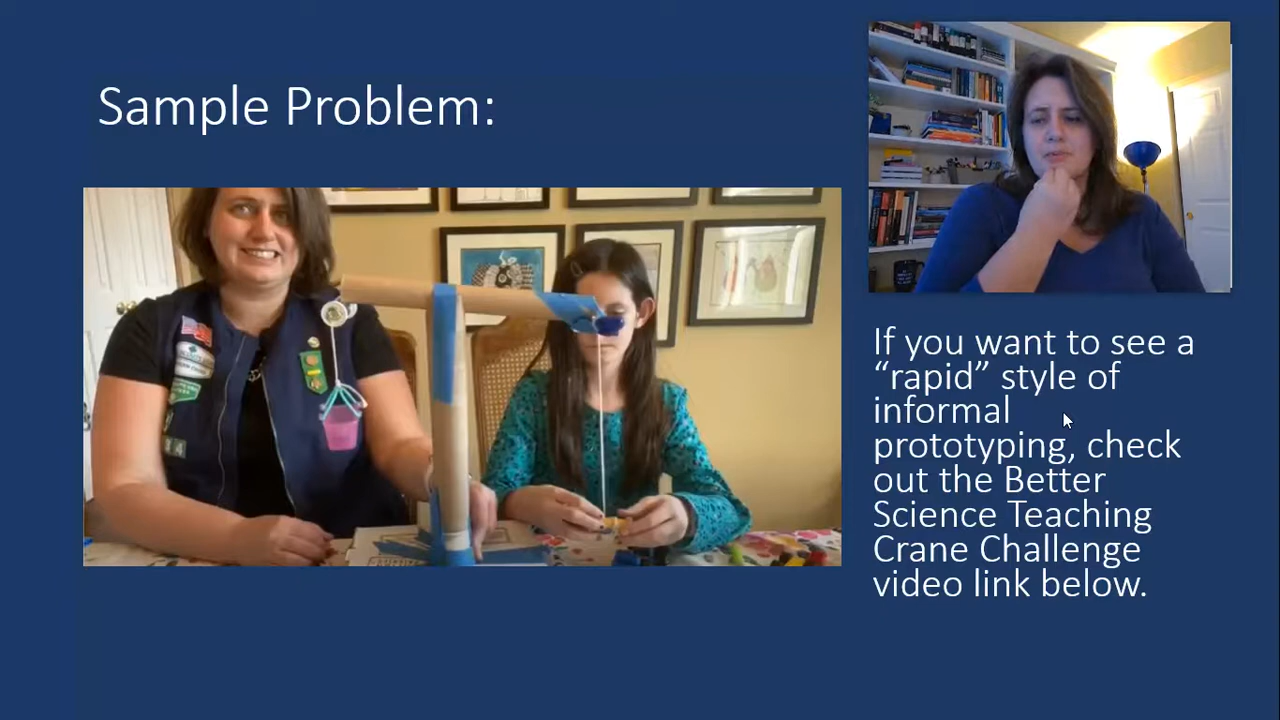 Sample Problem:
If you want to see a
“rapid” style of
informal
prototyping, check
out the Better
Science Teaching
Crane Challenge
video link below.